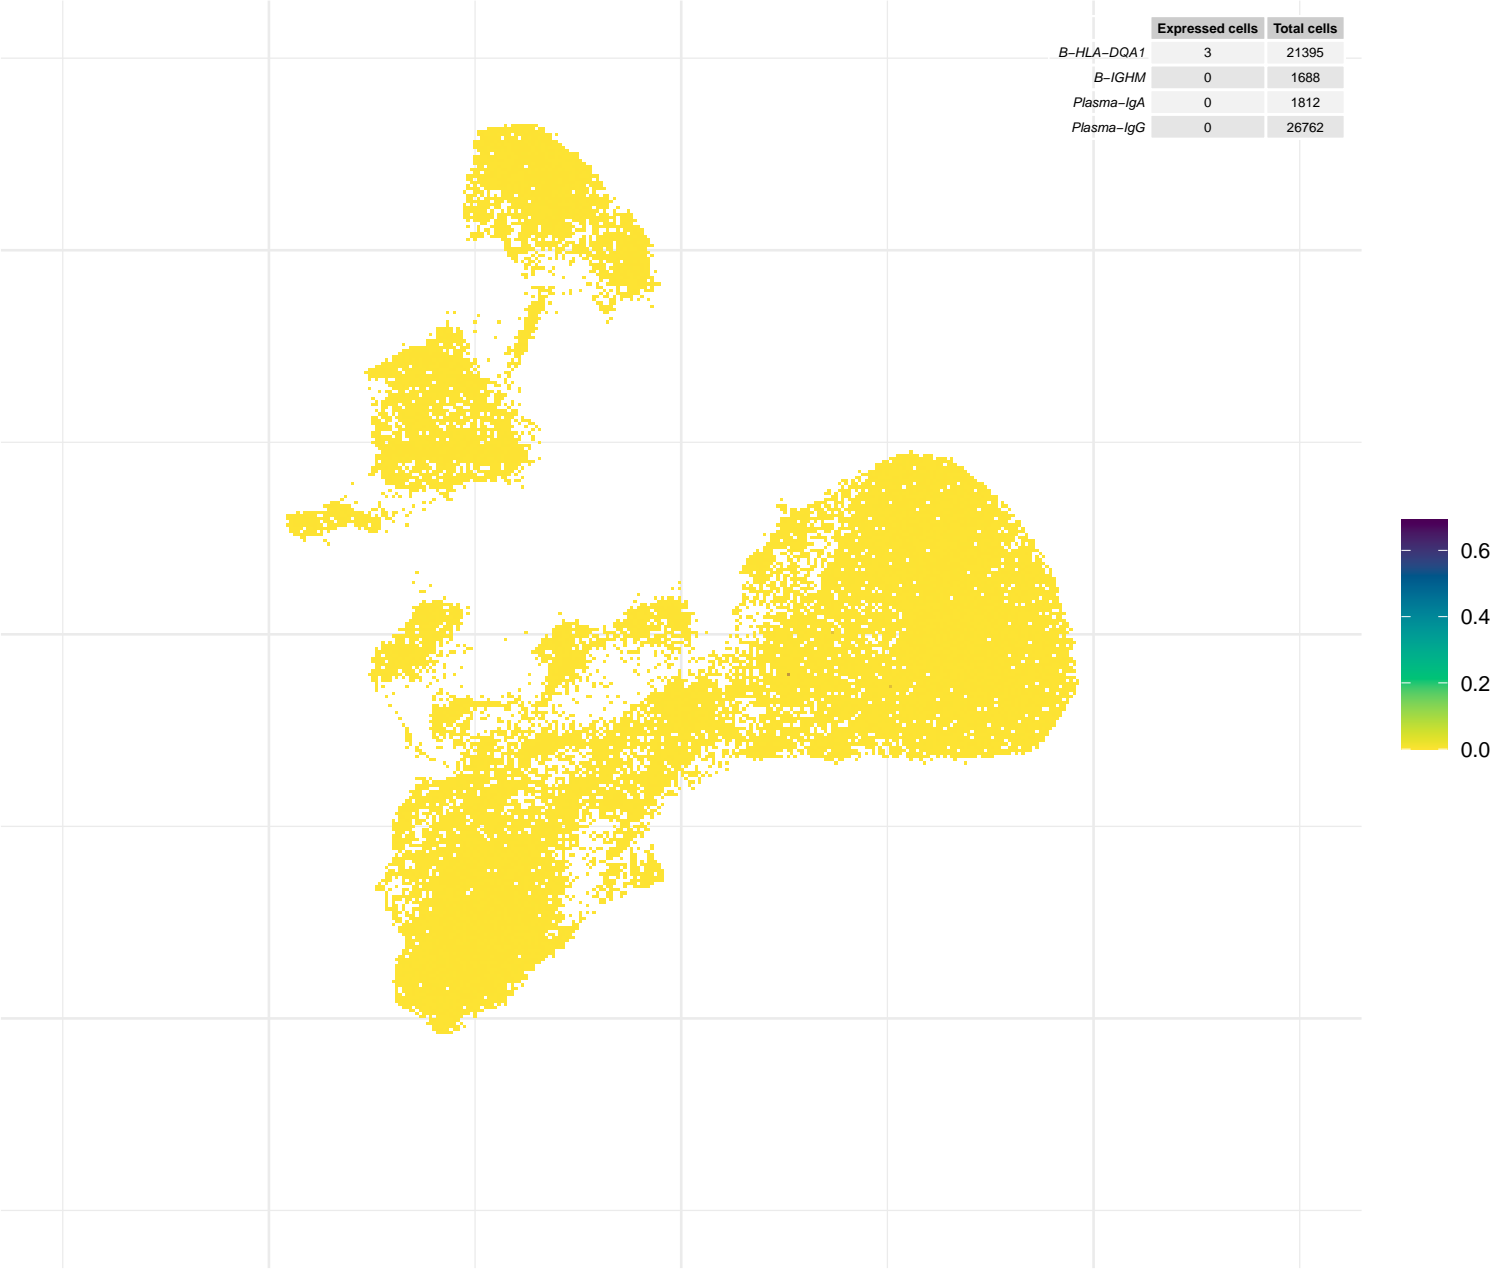 Expressed cells Total cells
B−HLA−DQA1 3 21395
B−IGHM 0 1688
Plasma−IgA 0 1812
Plasma−IgG 0 26762
0.6
0.4
0.2
0.0